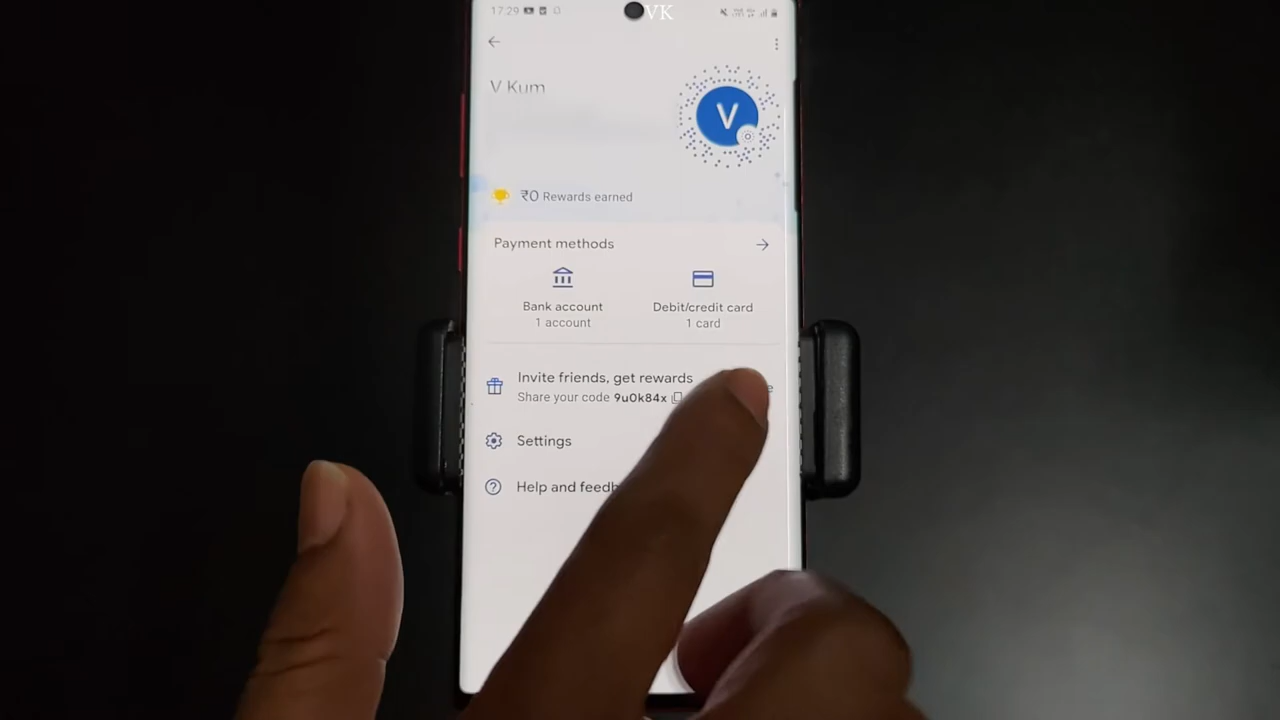 17:29
VK
V Kum
V
₹0 Rewards earned
Payment methods
Bank account
1 account
Debit/credit card
1 card
Invite friends, get rewards
Share your code 9u0k84x
Settings
Help and feedb